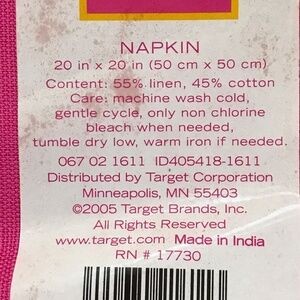 NAPKIN
20 in x 20 in (50 cm x 50 cm)
Content: 55% linen, 45% cotton
Care: machine wash cold,
gentle cycle, only non chlorine
bleach when needed,
tumble dry low, warm iron if needed.
067 02 1611 ID405418-1611
Distributed by Target Corporation
Minneapolis, MN 55403
©2005 Target Brands, Inc.
All Rights Reserved
www.target.com Made in India
RN # 17730